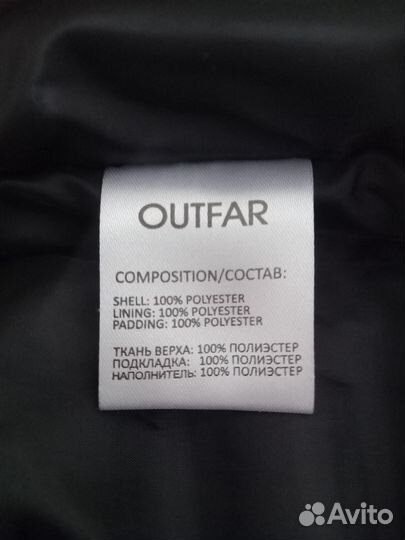 OUTFAR
COMPOSITION/СОСТАВ:
SHELL: 100% POLYESTER
LINING: 100% POLYESTER
PADDING: 100% POLYESTER
ТКАНЬ ВЕРХА: 100% ПОЛИЭСТЕР
ПОДКЛАДКА: 100% ПОЛИЭСТЕР
НАПОЛНИТЕЛЬ: 100% ПОЛИЭСТЕР
Avito